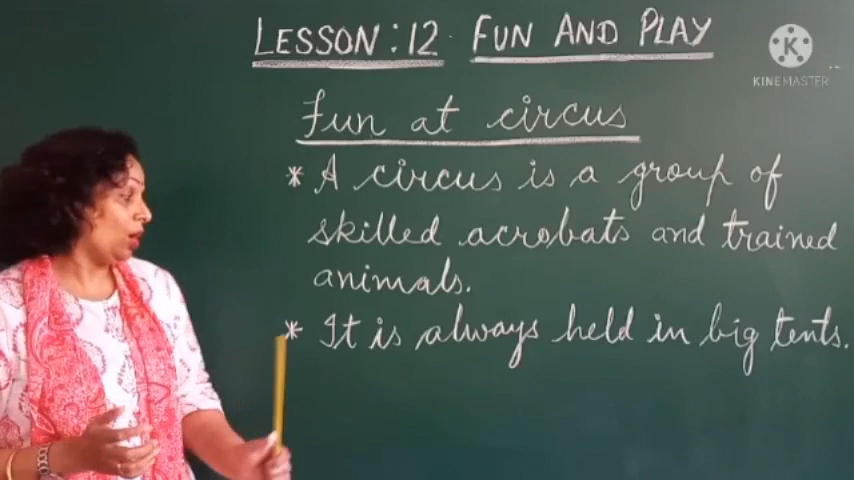 LESSON: 12. FUN AND PLAY
K
KINEMASTER
Fun at circus
* A circus is a group of
skilled acrobats and trained
animals.
* It is always held in big tents.